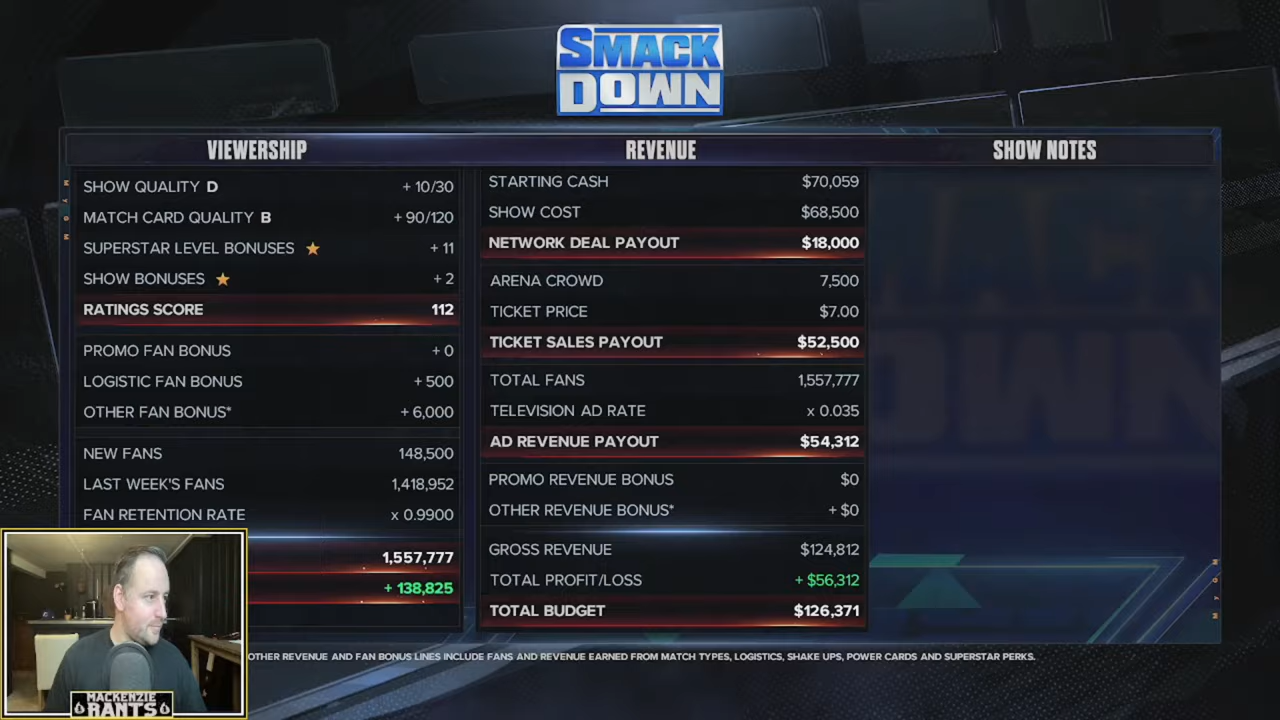 SMACK
DOWN
VIEWERSHIP
SHOW QUALITY D + 10/30
MATCH CARD QUALITY B + 90/120
SUPERSTAR LEVEL BONUSES + 11
SHOW BONUSES + 2
RATINGS SCORE 112
PROMO FAN BONUS + 0
LOGISTIC FAN BONUS + 500
OTHER FAN BONUS* + 6,000
NEW FANS 148,500
LAST WEEK'S FANS 1,418,952
FAN RETENTION RATE x 0.9900
1,557,777
+ 138,825
REVENUE
STARTING CASH $70,059
SHOW COST $68,500
NETWORK DEAL PAYOUT $18,000
ARENA CROWD 7,500
TICKET PRICE $7.00
TICKET SALES PAYOUT $52,500
TOTAL FANS 1,557,777
TELEVISION AD RATE x 0.035
AD REVENUE PAYOUT $54,312
PROMO REVENUE BONUS $0
OTHER REVENUE BONUS* + $0
GROSS REVENUE $124,812
TOTAL PROFIT/LOSS + $56,312
TOTAL BUDGET $126,371
SHOW NOTES
OTHER REVENUE AND FAN BONUS LINES INCLUDE FANS AND REVENUE EARNED FROM MATCH TYPES, LOGISTICS, SHAKE UPS, POWER CARDS AND SUPERSTAR PERKS.
MACKENZIE
RANTS